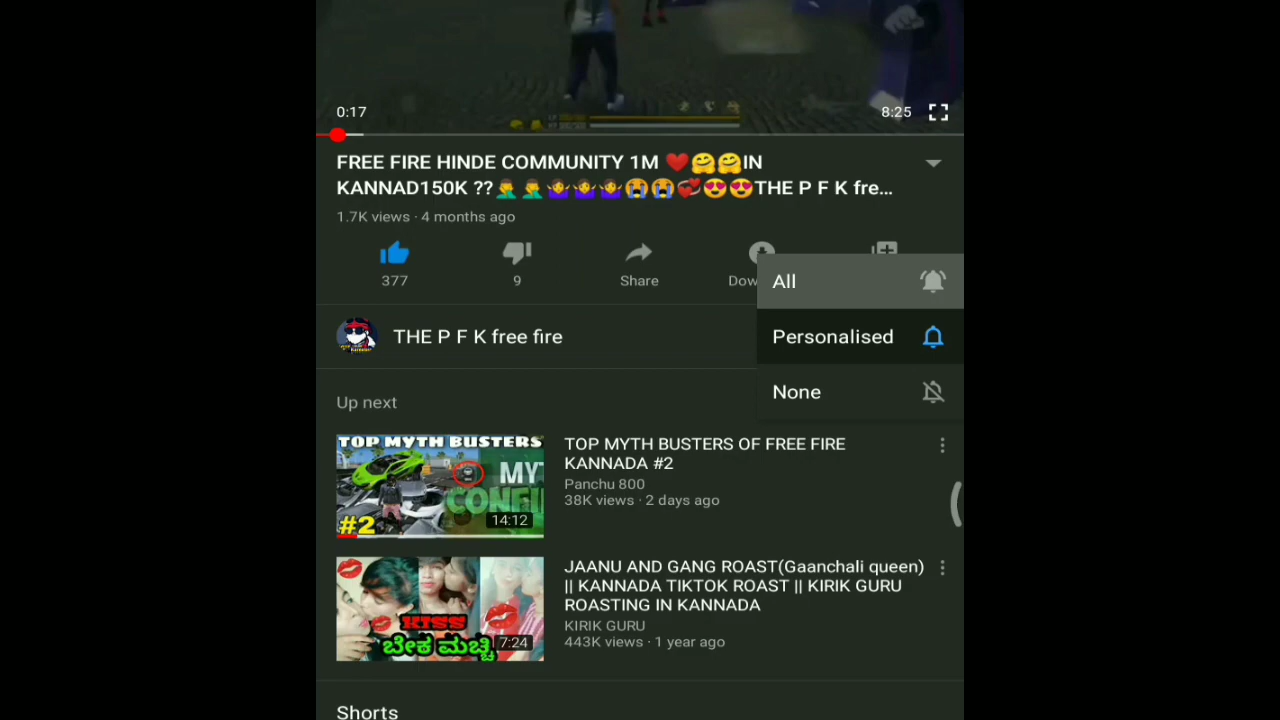 0:17
8:25
FREE FIRE HINDE COMMUNITY 1M ❤️🤗🤗IN
KANNAD150K ??🤦‍♂️🤦‍♂️🤷‍♀️🤷‍♀️🤷‍♀️😭😭💞😍😍THE P F K fre...
1.7K views · 4 months ago
377
9
Share
Dow
All
Personalised
None
THE P F K free fire
Up next
TOP MYTH BUSTERS
MY
CONFI
#2
14:12
TOP MYTH BUSTERS OF FREE FIRE
KANNADA #2
Panchu 800
38K views · 2 days ago
KISS
ಬೇಕ ಮಚ್ಚಿ
7:24
JAANU AND GANG ROAST(Gaanchali queen)
|| KANNADA TIKTOK ROAST || KIRIK GURU
ROASTING IN KANNADA
KIRIK GURU
443K views · 1 year ago
Shorts